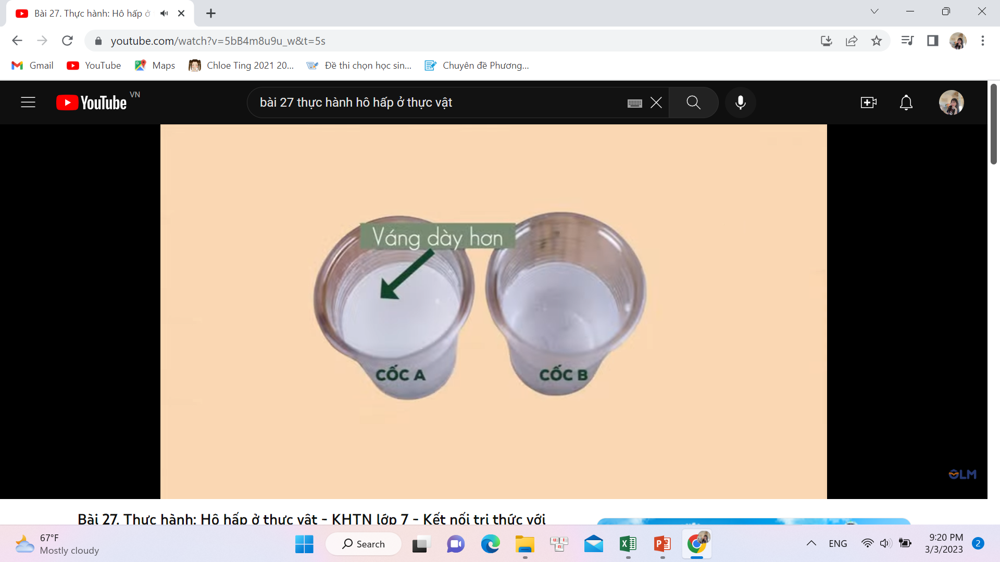 Bài 27. Thực hành: Hô hấp ở
youtube.com/watch?v=5bB4m8u9u_w&t=5s
Gmail
YouTube
Maps
Chloe Ting 2021 20...
Đề thi chọn học sin...
Chuyên đề Phương...
YouTube VN
bài 27 thực hành hô hấp ở thực vật
Váng dày hơn
CỐC A
CỐC B
OLM
Bài 27. Thực hành: Hô hấp ở thực vật - KHTN lớp 7 - Kết nối tri thức với
67°F
Mostly cloudy
Search
ENG
9:20 PM
3/3/2023
2